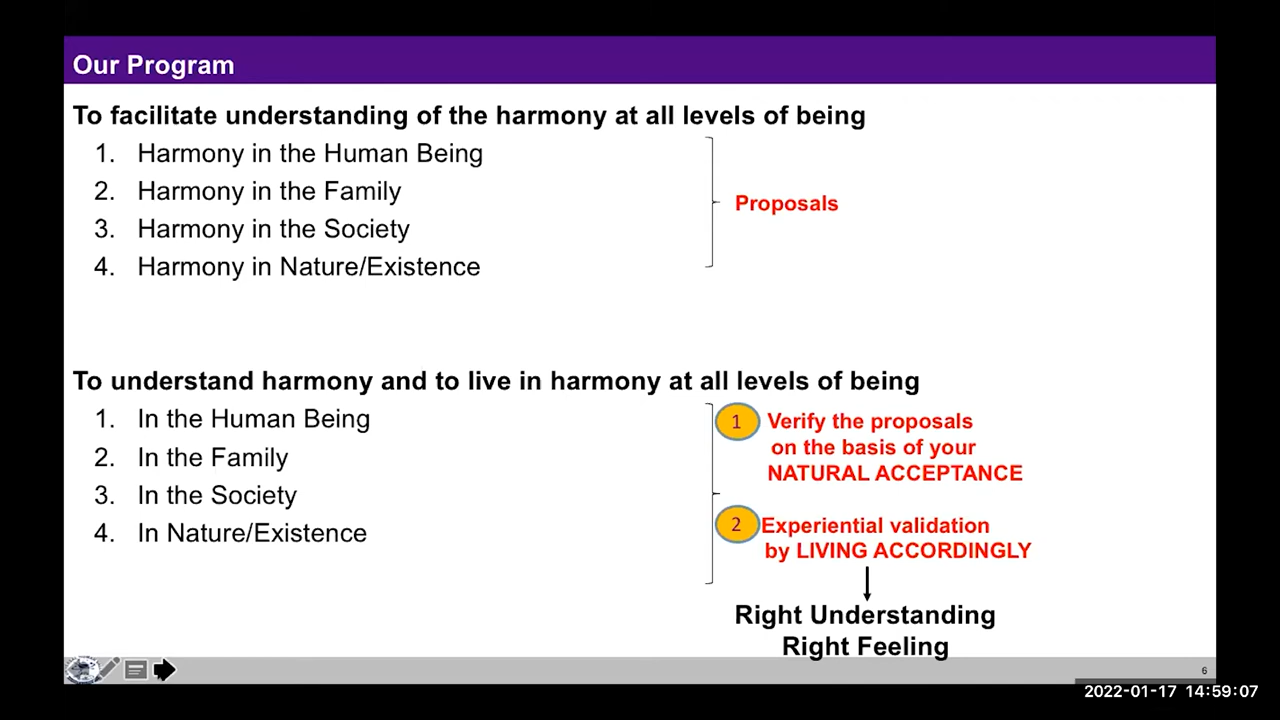 Our Program
To facilitate understanding of the harmony at all levels of being
1. Harmony in the Human Being
2. Harmony in the Family
3. Harmony in the Society
4. Harmony in Nature/Existence
Proposals
To understand harmony and to live in harmony at all levels of being
1. In the Human Being
2. In the Family
3. In the Society
4. In Nature/Existence
1 Verify the proposals
on the basis of your
NATURAL ACCEPTANCE
2 Experiential validation
by LIVING ACCORDINGLY
Right Understanding
Right Feeling
6
2022-01-17 14:59:07